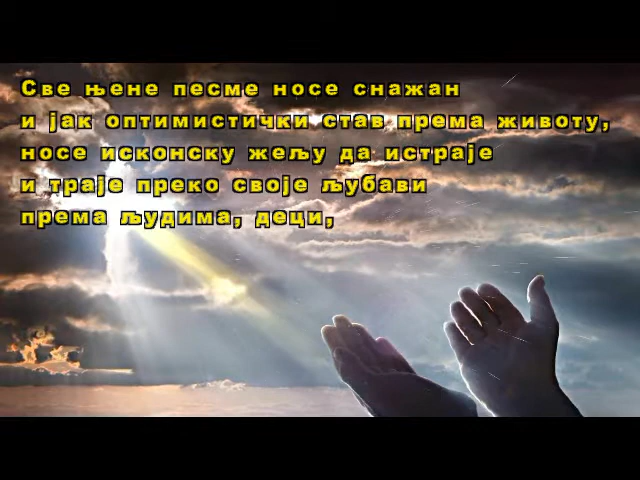 Све њене песме носе снажан
и јак оптимистички став према животу,
носе исконску жељу да истраје
и траје преко своје љубави
према људима, деци,